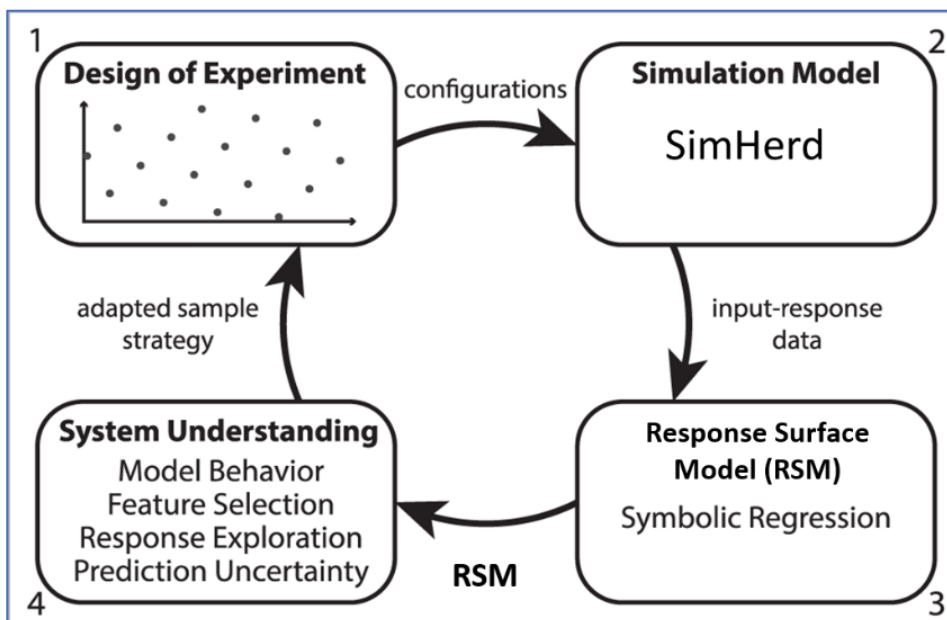 1
Design of Experiment
configurations
2
Simulation Model
SimHerd
input-response
data
Response Surface
Model (RSM)
Symbolic Regression
3
RSM
System Understanding
Model Behavior
Feature Selection
Response Exploration
Prediction Uncertainty
4
adapted sample
strategy